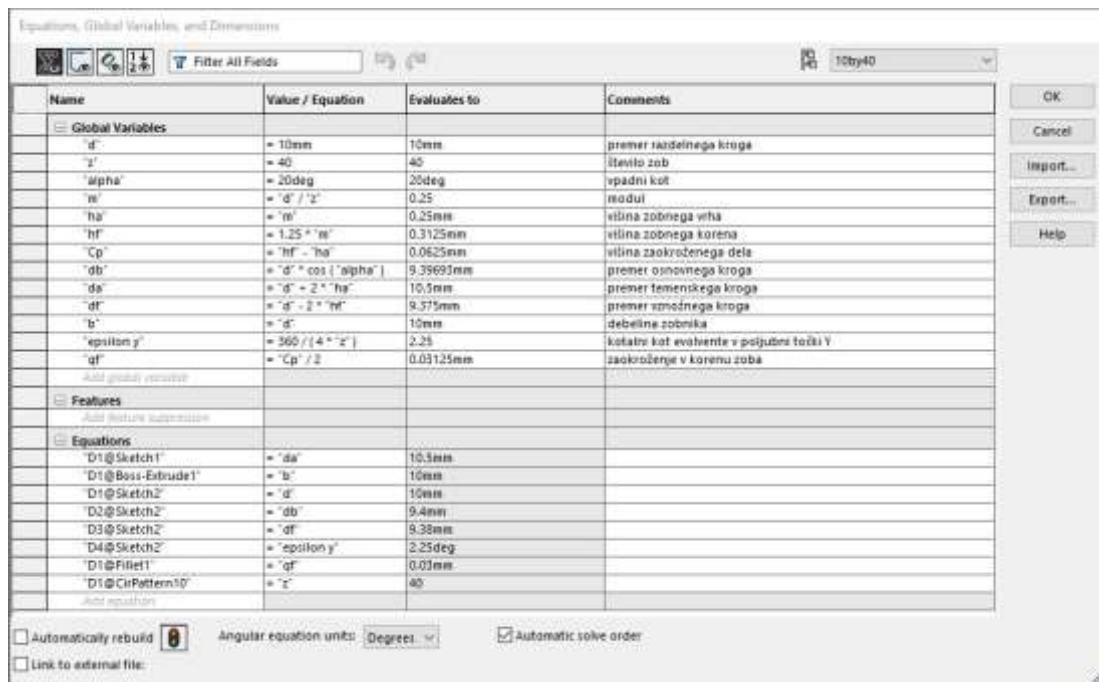 Equations, Global Variables, and Dimensions
Filter All Fields 10by40
Name Value / Equation Evaluates to Comments
Global Variables
"d" = 10mm 10mm premer razdelnega kroga
"z" = 40 40 število zob
"alpha" = 20deg 20deg vpadni kot
"m" = "d" / "z" 0.25 modul
"ha" = "m" 0.25mm višina zobnega vrha
"hf" = 1.25 * "m" 0.3125mm višina zobnega korena
"Cp" = "hf" - "ha" 0.0625mm višina zaokroženega dela
"db" = "d" * cos ( "alpha" ) 9.39693mm premer osnovnega kroga
"da" = "d" + 2 * "ha" 10.5mm premer temenskega kroga
"df" = "d" - 2 * "hf" 9.375mm premer vznožnega kroga
"b" = "d" 10mm debelina zobnika
"epsilon y" = 360 / ( 4 * "z" ) 2.25 kotalni kot evolvente v poljubni točki Y
"qf" = "Cp" / 2 0.03125mm zaokroženje v korenu zoba
Add global variable
Features
Add feature suppression
Equations
"D1@Sketch1" = "da" 10.5mm
"D1@Boss-Extrude1" = "b" 10mm
"D1@Sketch2" = "d" 10mm
"D2@Sketch2" = "db" 9.4mm
"D3@Sketch2" = "df" 9.38mm
"D4@Sketch2" = "epsilon y" 2.25deg
"D1@Fillet1" = "qf" 0.03mm
"D1@CirPattern10" = "z" 40
Add equation
OK
Cancel
Import...
Export...
Help
Automatically rebuild Angular equation units: Degrees Automatic solve order
Link to external file: